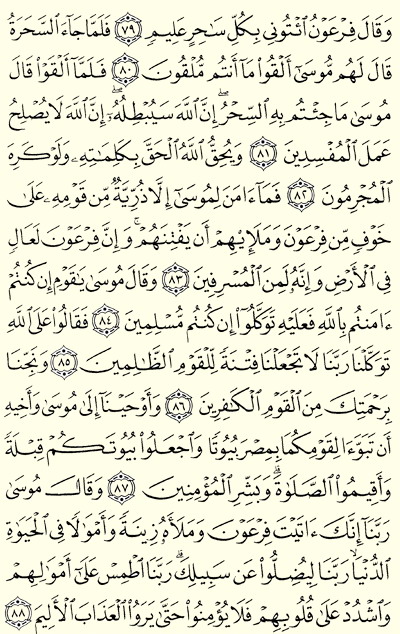 وَقَالَ فِرْعَوْنُ ٱئْتُونِى بِكُلِّ سَٰحِرٍ عَلِيمٍ ٧٩ فَلَمَّا جَآءَ ٱلسَّحَرَةُ
قَالَ لَهُم مُّوسَىٰٓ أَلْقُوا۟ مَآ أَنتُم مُّلْقُونَ ٨٠ فَلَمَّآ أَلْقَوْا۟ قَالَ
مُوسَىٰ مَا جِئْتُم بِهِ ٱلسِّحْرُ ۖ إِنَّ ٱللَّهَ سَيُبْطِلُهُۥٓ ۖ إِنَّ ٱللَّهَ لَا يُصْلِحُ
عَمَلَ ٱلْمُفْسِدِينَ ٨١ وَيُحِقُّ ٱللَّهُ ٱلْحَقَّ بِكَلِمَٰتِهِۦ وَلَوْ كَرِهَ
ٱلْمُجْرِمُونَ ٨٢ فَمَآ ءَامَنَ لِمُوسَىٰٓ إِلَّا ذُرِّيَّةٌ مِّن قَوْمِهِۦ عَلَىٰ
خَوْفٍ مِّن فِرْعَوْنَ وَمَلَإِي۟هِمْ أَن يَفْتِنَهُمْ ۚ وَإِنَّ فِرْعَوْنَ لَعَالٍ
فِى ٱلْأَرْضِ وَإِنَّهُۥ لَمِنَ ٱلْمُسْرِفِينَ ٨٣ وَقَالَ مُوسَىٰ يَٰقَوْمِ إِن كُنتُمْ
ءَامَنتُم بِٱللَّهِ فَعَلَيْهِ تَوَكَّلُوٓا۟ إِن كُنتُم مُّسْلِمِينَ ٨٤ فَقَالُوا۟ عَلَى ٱللَّهِ
تَوَكَّلْنَا رَبَّنَا لَا تَجْعَلْنَا فِتْنَةً لِّلْقَوْمِ ٱلظَّٰلِمِينَ ٨٥ وَنَجِّنَا
بِرَحْمَتِكَ مِنَ ٱلْقَوْمِ ٱلْكَٰفِرِينَ ٨٦ وَأَوْحَيْنَآ إِلَىٰ مُوسَىٰ وَأَخِيهِ
أَن تَبَوَّءَا لِقَوْمِكُمَا بِمِصْرَ بُيُوتًا وَٱجْعَلُوا۟ بُيُوتَكُمْ قِبْلَةً
وَأَقِيمُوا۟ ٱلصَّلَوٰةَ ۗ وَبَشِّرِ ٱلْمُؤْمِنِينَ ٨٧ وَقَالَ مُوسَىٰ
رَبَّنَآ إِنَّكَ ءَاتَيْتَ فِرْعَوْنَ وَمَلَأَهُۥ زِينَةً وَأَمْوَٰلًا فِى ٱلْحَيَوٰةِ
ٱلدُّنْيَا رَبَّنَا لِيُضِلُّوا۟ عَن سَبِيلِكَ ۖ رَبَّنَا ٱطْمِسْ عَلَىٰٓ أَمْوَٰلِهِمْ
وَٱشْدُدْ عَلَىٰ قُلُوبِهِمْ فَلَا يُؤْمِنُوا۟ حَتَّىٰ يَرَوُا۟ ٱلْعَذَابَ ٱلْأَلِيمَ ٨٨